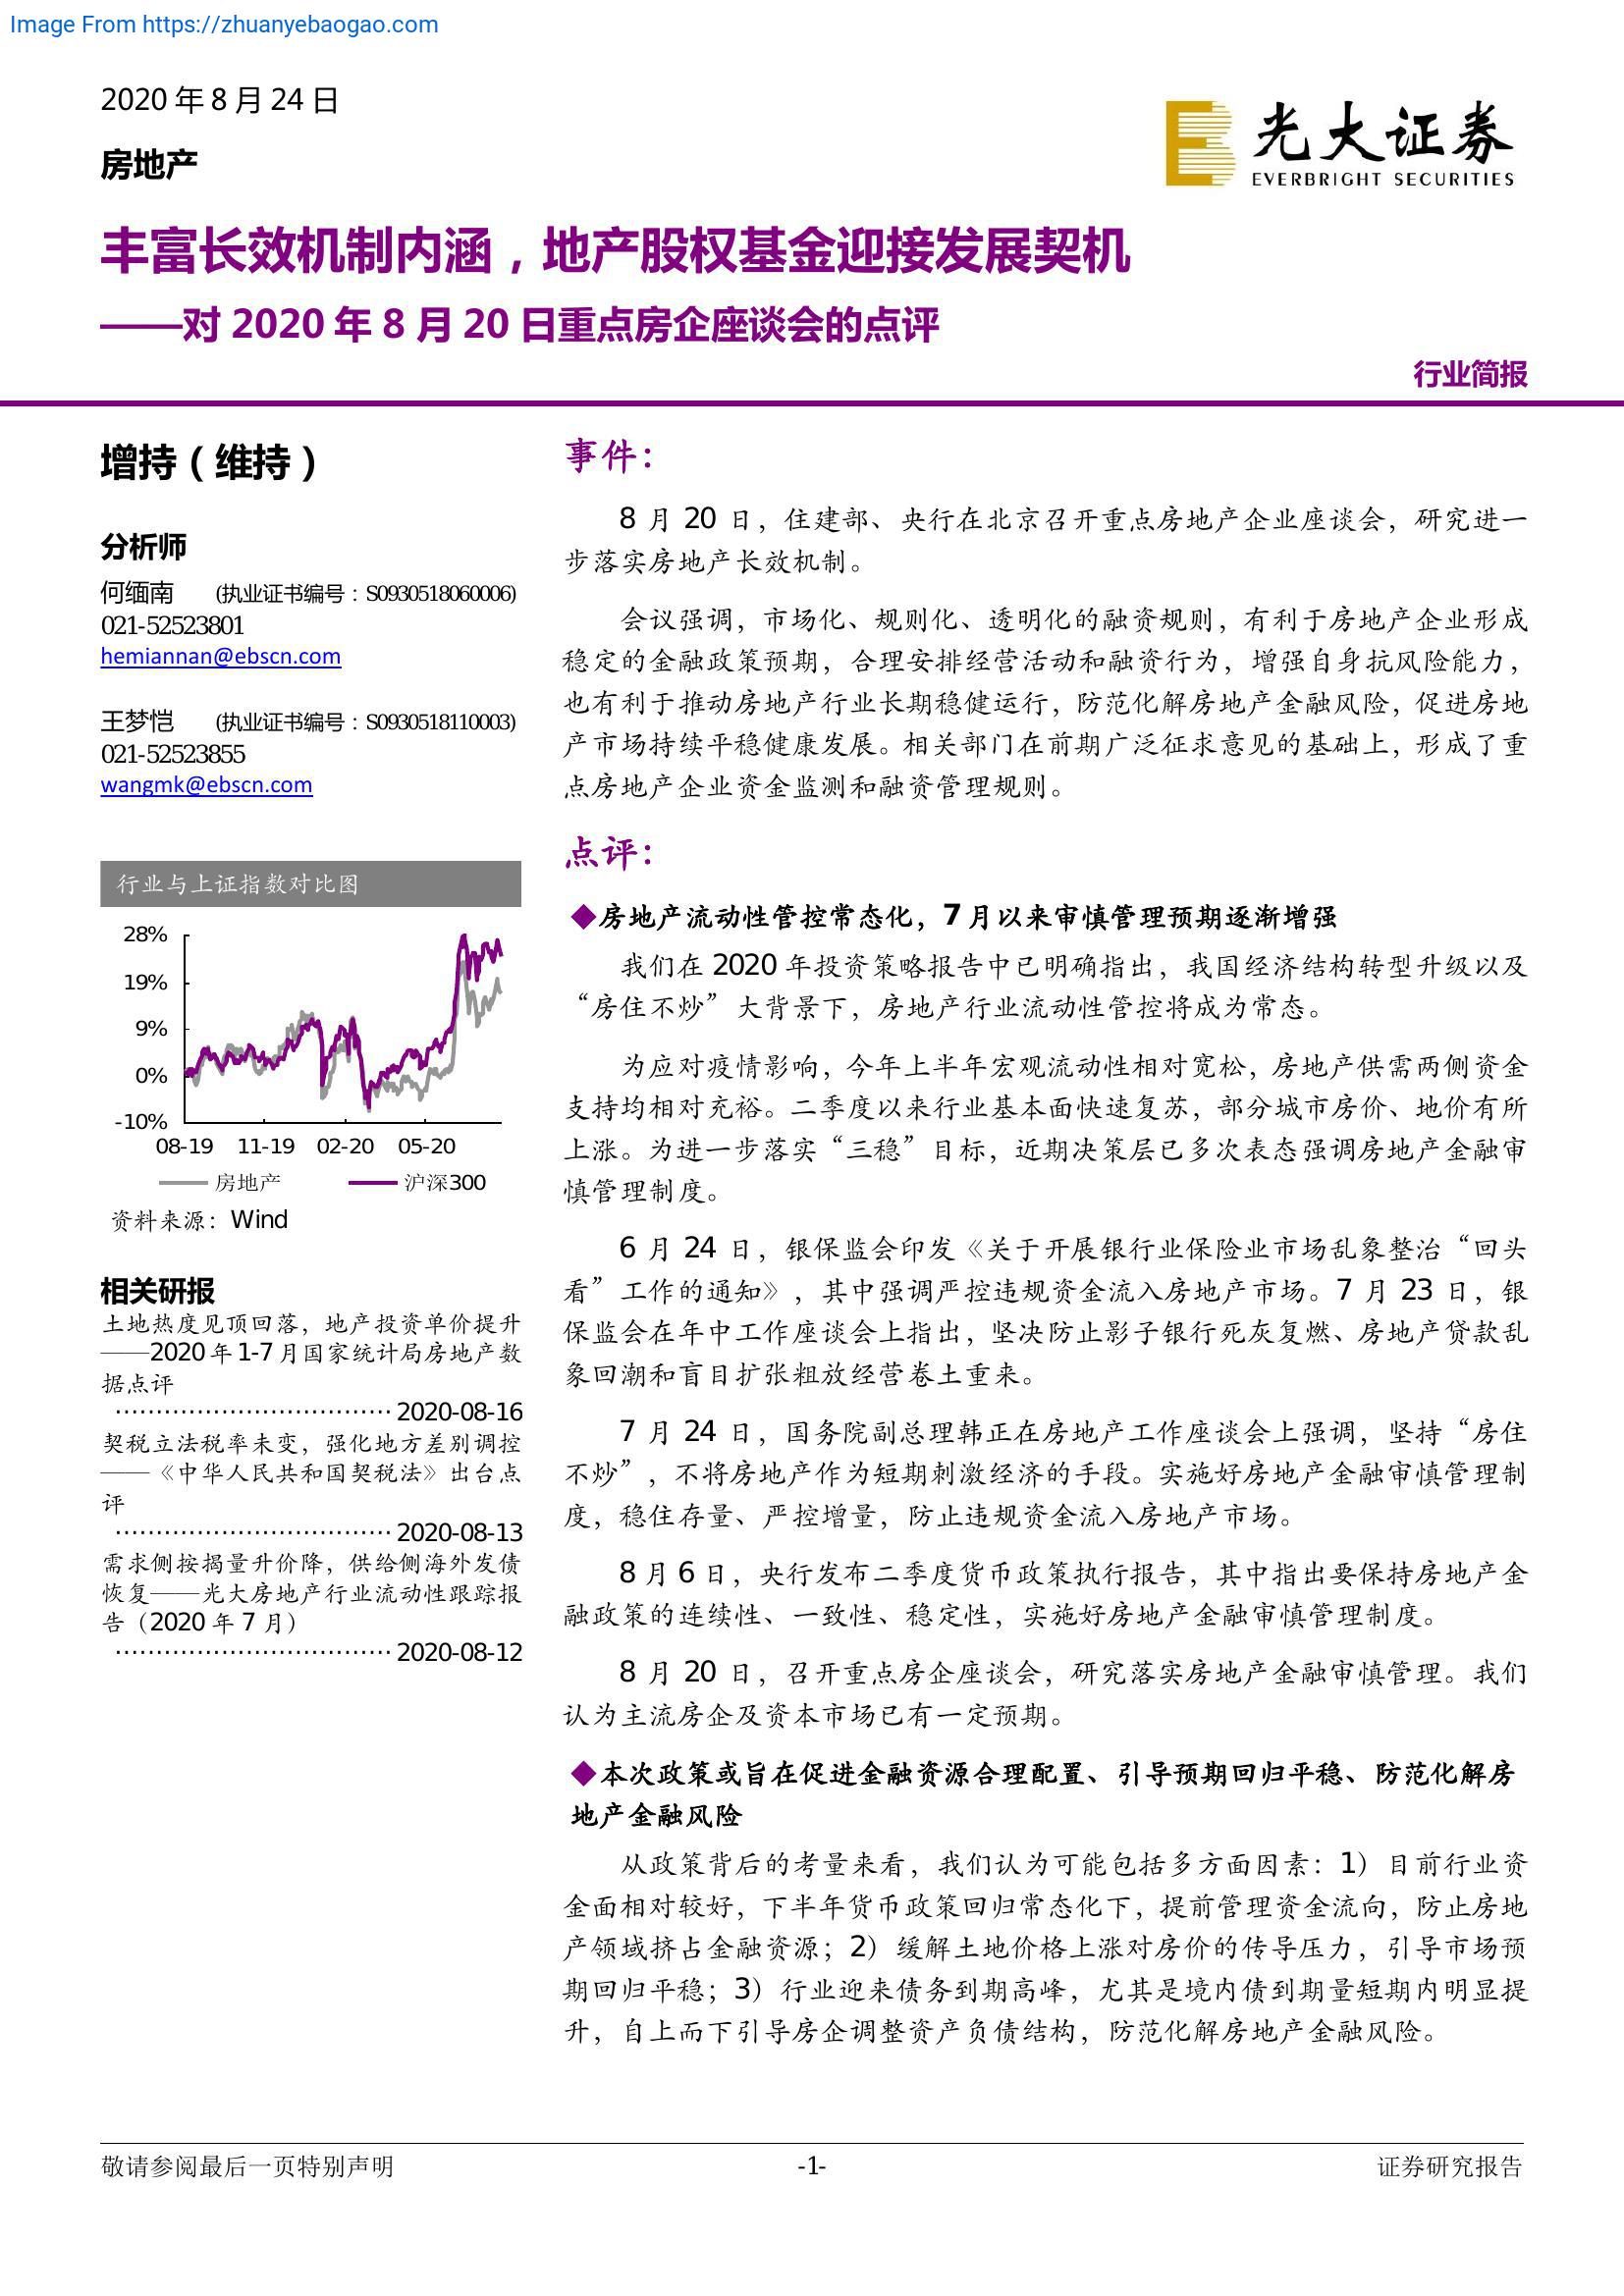 Image From https://zhuanyebaogao.com
2020 年 8 月 24 日
房地产
光大证券
EVERBRIGHT SECURITIES
丰富长效机制内涵，地产股权基金迎接发展契机
——对 2020 年 8 月 20 日重点房企座谈会的点评
行业简报
增持（维持）
分析师
何缅南 (执业证书编号：S0930518060006)
021-52523801
hemiannan@ebscn.com
王梦恺 (执业证书编号：S0930518110003)
021-52523855
wangmk@ebscn.com
行业与上证指数对比图
28%
19%
9%
0%
-10%
08-19 11-19 02-20 05-20
房地产 沪深300
资料来源：Wind
相关研报
土地热度见顶回落，地产投资单价提升
——2020 年 1-7 月国家统计局房地产数
据点评
·································· 2020-08-16
契税立法税率未变，强化地方差别调控
——《中华人民共和国契税法》出台点
评
·································· 2020-08-13
需求侧按揭量升价降，供给侧海外发债
恢复——光大房地产行业流动性跟踪报
告（2020 年 7 月）
·································· 2020-08-12
事件：
8 月 20 日，住建部、央行在北京召开重点房地产企业座谈会，研究进一
步落实房地产长效机制。
会议强调，市场化、规则化、透明化的融资规则，有利于房地产企业形成
稳定的金融政策预期，合理安排经营活动和融资行为，增强自身抗风险能力，
也有利于推动房地产行业长期稳健运行，防范化解房地产金融风险，促进房地
产市场持续平稳健康发展。相关部门在前期广泛征求意见的基础上，形成了重
点房地产企业资金监测和融资管理规则。
点评：
◆房地产流动性管控常态化，7 月以来审慎管理预期逐渐增强
我们在 2020 年投资策略报告中已明确指出，我国经济结构转型升级以及
“房住不炒”大背景下，房地产行业流动性管控将成为常态。
为应对疫情影响，今年上半年宏观流动性相对宽松，房地产供需两侧资金
支持均相对充裕。二季度以来行业基本面快速复苏，部分城市房价、地价有所
上涨。为进一步落实“三稳”目标，近期决策层已多次表态强调房地产金融审
慎管理制度。
6 月 24 日，银保监会印发《关于开展银行业保险业市场乱象整治“回头
看”工作的通知》，其中强调严控违规资金流入房地产市场。7 月 23 日，银
保监会在年中工作座谈会上指出，坚决防止影子银行死灰复燃、房地产贷款乱
象回潮和盲目扩张粗放经营卷土重来。
7 月 24 日，国务院副总理韩正在房地产工作座谈会上强调，坚持“房住
不炒”，不将房地产作为短期刺激经济的手段。实施好房地产金融审慎管理制
度，稳住存量、严控增量，防止违规资金流入房地产市场。
8 月 6 日，央行发布二季度货币政策执行报告，其中指出要保持房地产金
融政策的连续性、一致性、稳定性，实施好房地产金融审慎管理制度。
8 月 20 日，召开重点房企座谈会，研究落实房地产金融审慎管理。我们
认为主流房企及资本市场已有一定预期。
◆本次政策或旨在促进金融资源合理配置、引导预期回归平稳、防范化解房
地产金融风险
从政策背后的考量来看，我们认为可能包括多方面因素：1）目前行业资
金面相对较好，下半年货币政策回归常态化下，提前管理资金流向，防止房地
产领域挤占金融资源；2）缓解土地价格上涨对房价的传导压力，引导市场预
期回归平稳；3）行业迎来债务到期高峰，尤其是境内债到期量短期内明显提
升，自上而下引导房企调整资产负债结构，防范化解房地产金融风险。
敬请参阅最后一页特别声明 -1- 证券研究报告